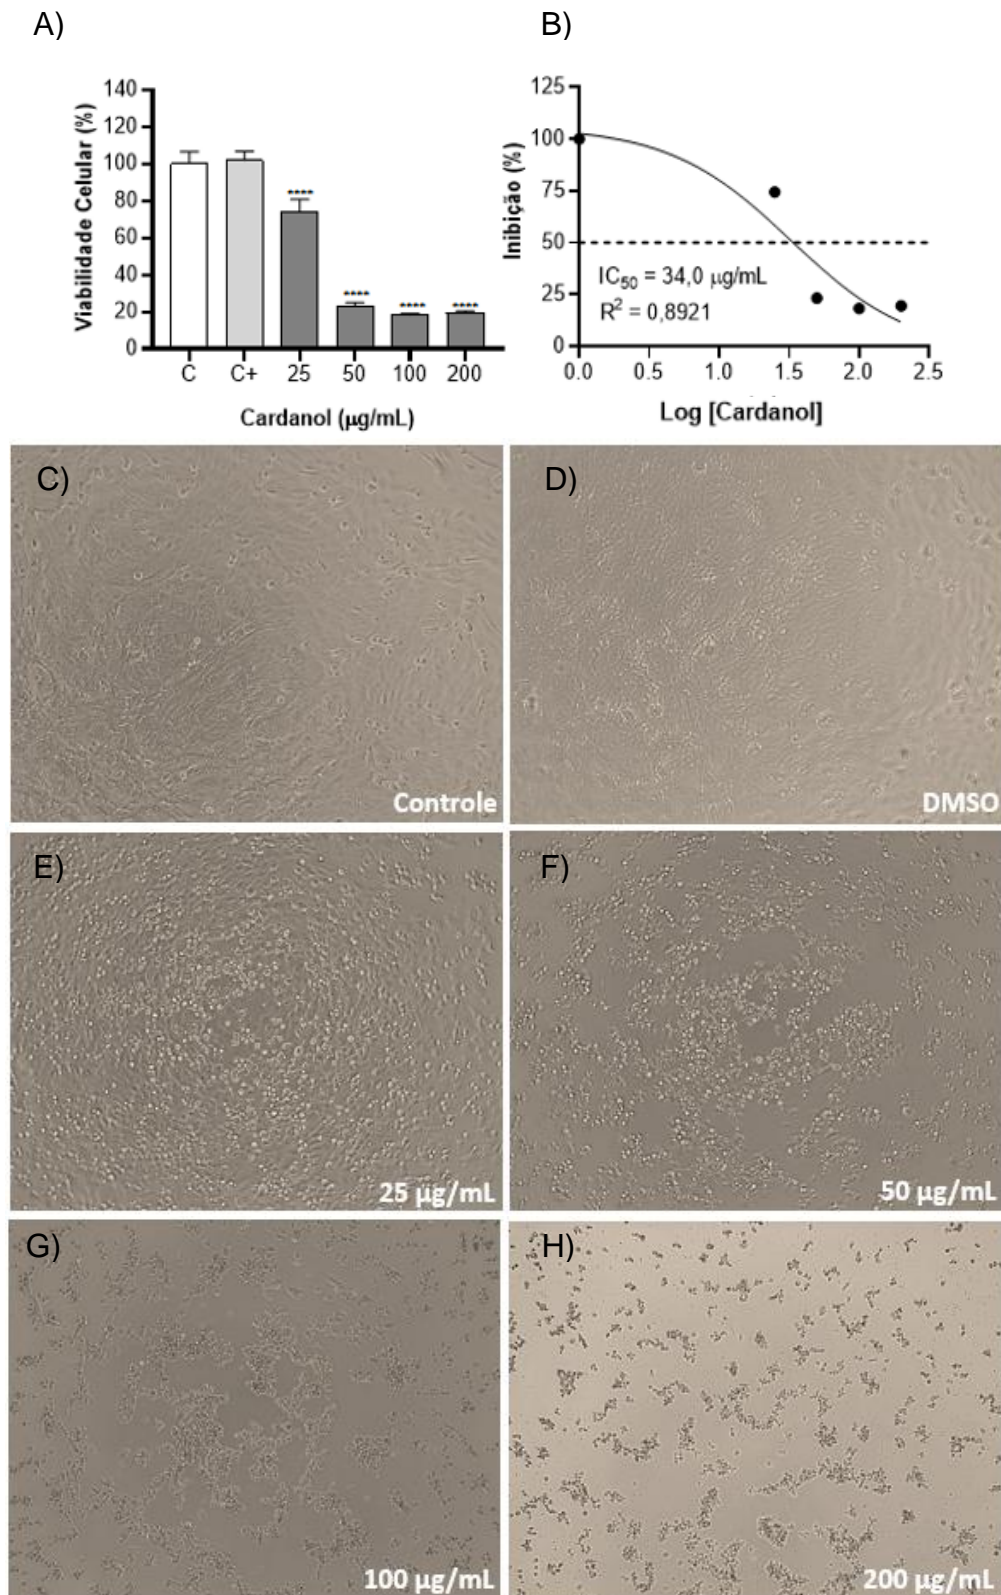 A)
B)
140
120
100
80
60
40
20
0
Viabilidade Celular (%)
****
****
****
****
C C+ 25 50 100 200
Cardanol (µg/mL)
125
100
75
50
25
0
Inibição (%)
IC50 = 34,0 µg/mL
R2 = 0,8921
0.0 0.5 1.0 1.5 2.0 2.5
Log [Cardanol]
C)
Controle
D)
DMSO
E)
25 µg/mL
F)
50 µg/mL
G)
100 µg/mL
H)
200 µg/mL